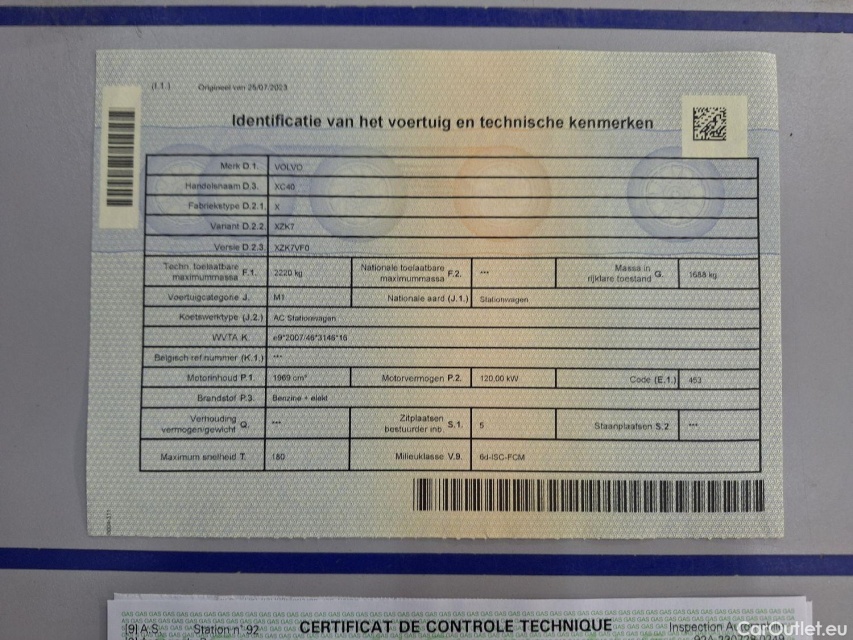 (I.1.) Origineel van 25/07/2023
Identificatie van het voertuig en technische kenmerken
Merk D.1. VOLVO
Handelsnaam D.3. XC40
Fabriekstype D.2.1. X
Variant D.2.2. XZK7
Versie D.2.3. XZK7VF0
Techn. toelaatbare maximummassa F.1. 2220 kg Nationale toelaatbare maximummassa F.2. --- Massa in rijklare toestand G. 1688 kg
Voertuigcategorie J. M1 Nationale aard (J.1.) Stationwagen
Koetswerktype (J.2.) AC Stationwagen
WVTA K. e9*2007/46*3146*16
Belgisch ref.nummer (K.1.) ---
Motorinhoud P.1. 1969 cm³ Motorvermogen P.2. 120,00 kW Code (E.1.) 453
Brandstof P.3. Benzine + elekt
Verhouding vermogen/gewicht Q. --- Zitplaatsen bestuurder inb. S.1. 5 Staanplaatsen S.2. ---
Maximum snelheid T. 180 Milieuklasse V.9. 6d-ISC-FCM
[9] A.S. Station n° 92 CERTIFICAT DE CONTROLE TECHNIQUE Inspection
CarOutlet.eu